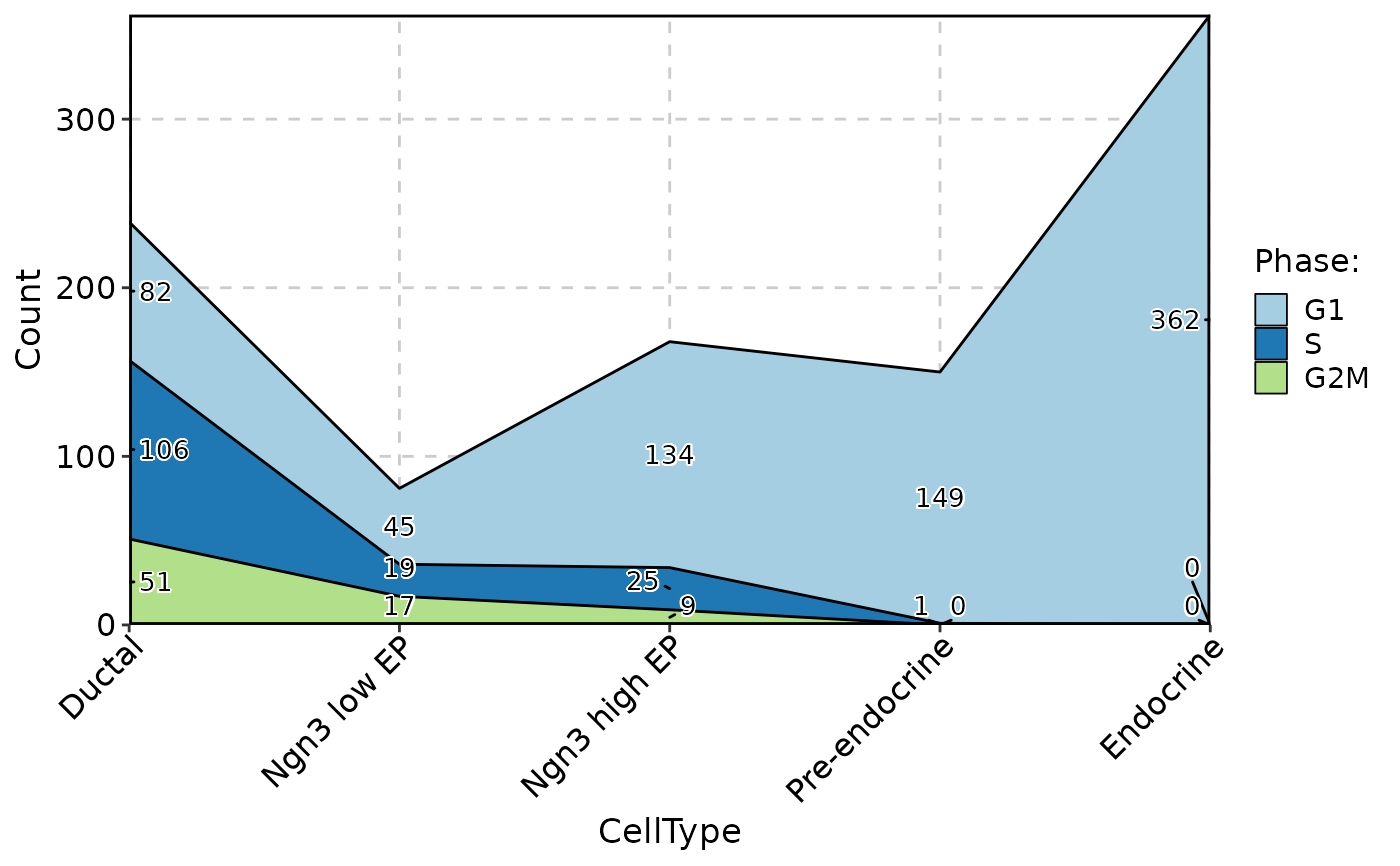 300
200
100
0
Count
82
106
51
45
19
17
134
25
9
149
1 0
362
0
0
Ductal
Ngn3 low EP
Ngn3 high EP
Pre-endocrine
Endocrine
CellType
Phase:
G1
S
G2M